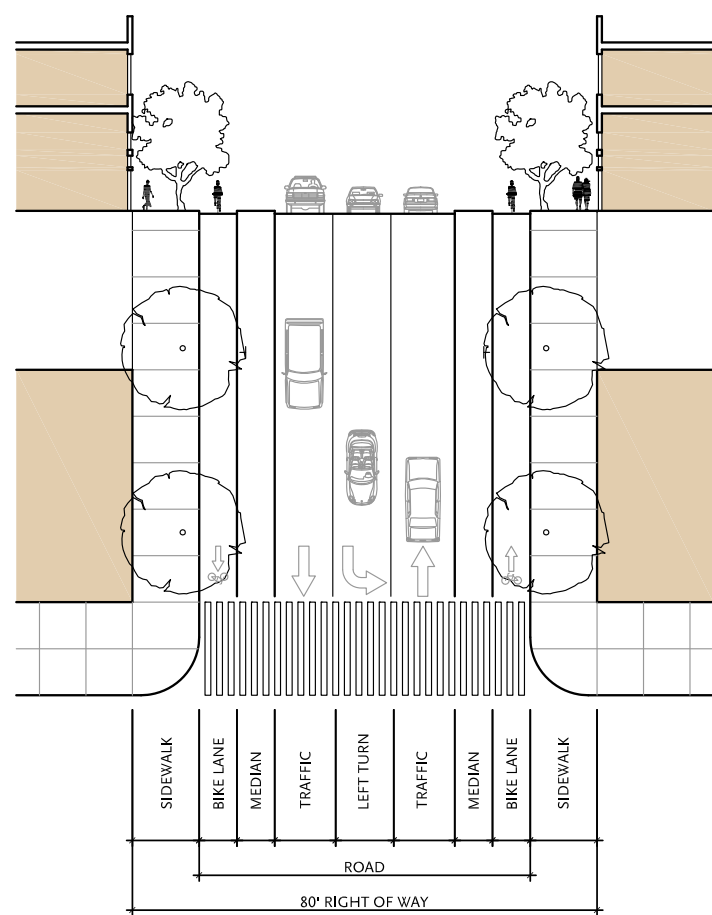 SIDEWALK
BIKE LANE
MEDIAN
TRAFFIC
LEFT TURN
TRAFFIC
MEDIAN
BIKE LANE
SIDEWALK
ROAD
80' RIGHT OF WAY